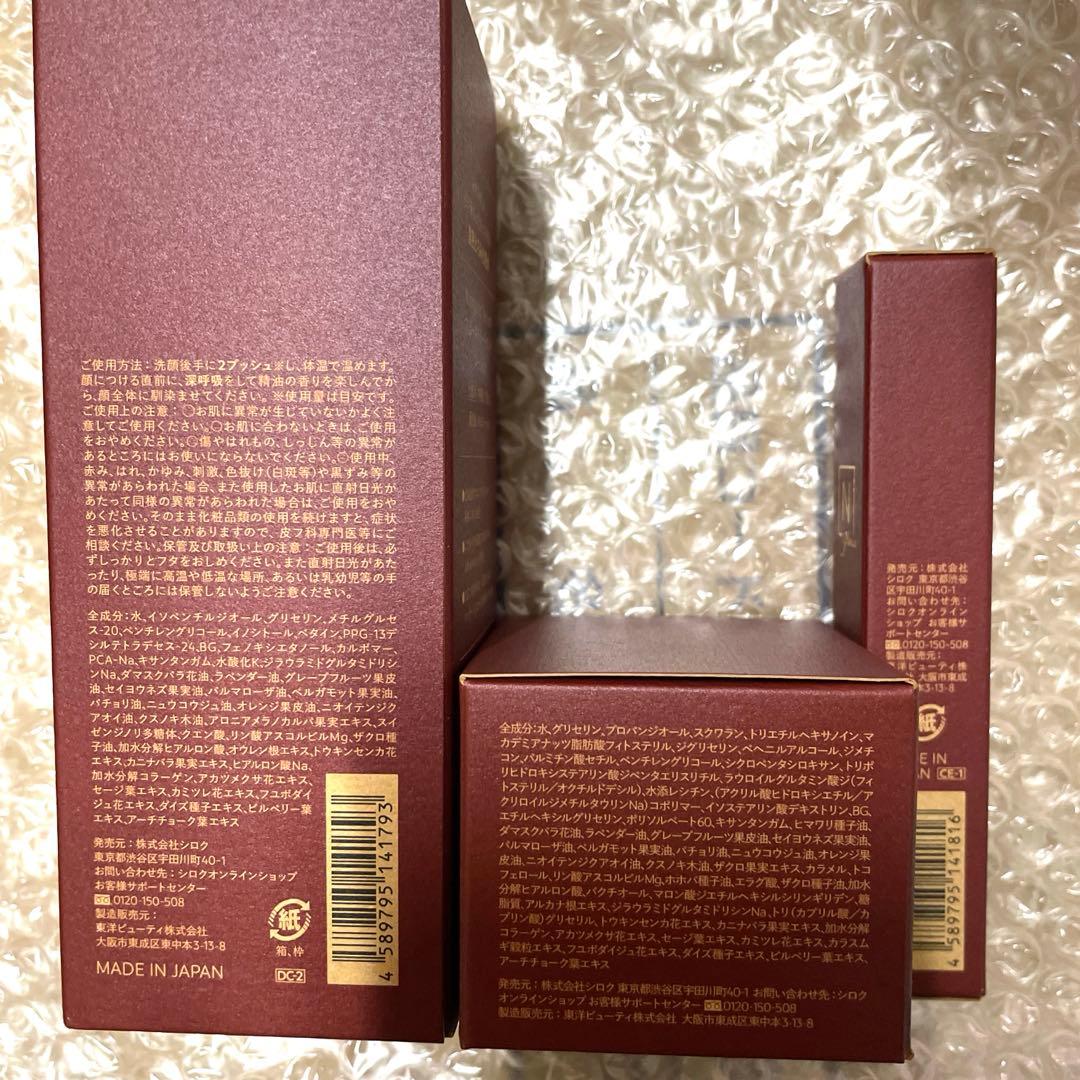 ご使用方法：洗顔後手に2プッシュ※し、体温で温めます。
顔につける直前に、深呼吸をして精油の香りを楽しんでか
ら、顔全体に馴染ませてください。 ※使用量は目安です。
ご使用上の注意：○お肌に異常が生じていないかよく注
意してご使用ください。○お肌に合わないときは、ご使用
をおやめください。○傷やはれもの、しっしん等の異常が
あるところにはお使いにならないでください。○使用中、
赤み、はれ、かゆみ、刺激、色抜け(白斑等)や黒ずみ等の
異常があらわれた場合、また使用したお肌に直射日光が
あたって同様の異常があらわれた場合は、ご使用をおや
めください。そのまま化粧品類の使用を続けますと、症状
を悪化させることがありますので、皮フ科専門医等にご
相談ください。保管及び取扱い上の注意：ご使用後は、必
ずしっかりとフタをおしめください。また直射日光があた
ったり、極端に高温や低温な場所、あるいは乳幼児等の手
の届くところには保管しないようご注意ください。
全成分：水、イソペンチルジオール、グリセリン、メチルグルセ
ス-20、ペンチレングリコール、イノシトール、ベタイン、PPG-13デ
シルテトラデセス-24、BG、フェノキシエタノール、カルボマー、
PCA-Na、キサンタンガム、水酸化K、ジラウラミドグルタミドリシ
ンNa、ダマスクバラ花油、ラベンダー油、グレープフルーツ果皮
油、セイヨウネズ果実油、パルマローザ油、ベルガモット果実油、
パチョリ油、ニュウコウジュ油、オレンジ果皮油、ニオイテンジク
アオイ油、クスノキ木油、アロニアメラノカルパ果実エキス、スイ
ゼンジノリ多糖体、クエン酸、リン酸アスコルビルMg、ザクロ種
子油、加水分解ヒアルロン酸、オウレン根エキス、トウキンセンカ花
エキス、カニナバラ果実エキス、ヒアルロン酸Na、
加水分解コラーゲン、アカツメクサ花エキス、
セージ葉エキス、カミツレ花エキス、フユボダイ
ジュ花エキス、ダイズ種子エキス、ビルベリー葉
エキス、アーチチョーク葉エキス
発売元：株式会社シロク
東京都渋谷区宇田川町40-1
お問い合わせ先：シロクオンラインショップ
お客様サポートセンター
0120-150-508
製造販売元：
東洋ビューティ株式会社
大阪市東成区東中本3-13-8
MADE IN JAPAN
紙
箱、枠
DC-2
4 589795 141793
全成分：水、グリセリン、プロパンジオール、スクワラン、トリエチルヘキサノイン、マ
カデミアナッツ脂肪酸フィトステリル、ジグリセリン、ベヘニルアルコール、ジメチ
コン、パルミチン酸セチル、ペンチレングリコール、シクロペンタシロキサン、トリポ
リヒドロキシステアリン酸ジペンタエリスリチル、ラウロイルグルタミン酸ジ(フィ
トステリル/オクチルドデシル)、水添レシチン、(アクリル酸ヒドロキシエチル/ア
クリロイルジメチルタウリンNa)コポリマー、イソステアリン酸デキストリン、BG、
エチルヘキシルグリセリン、ポリソルベート60、キサンタンガム、ヒマワリ種子油、
ダマスクバラ花油、ラベンダー油、グレープフルーツ果皮油、セイヨウネズ果実油、
パルマローザ油、ベルガモット果実油、パチョリ油、ニュウコウジュ油、オレンジ果
皮油、ニオイテンジクアオイ油、クスノキ木油、ザクロ果実エキス、カラメル、トコ
フェロール、リン酸アスコルビルMg、ホホバ種子油、エラグ酸、ザクロ種子油、加水
分解ヒアルロン酸、バクチオール、マロン酸ジエチルヘキシルシリンギリデン、糖
脂質、アルカナ根エキス、ジラウラミドグルタミドリシンNa、トリ(カプリル酸/カ
プリン酸)グリセリル、トウキンセンカ花エキス、カニナバラ果実エキス、加水分解
コラーゲン、アカツメクサ花エキス、セージ葉エキス、カミツレ花エキス、カラスム
ギ穀粒エキス、フユボダイジュ花エキス、ダイズ種子エキス、ビルベリー葉エキス、
アーチチョーク葉エキス
発売元：株式会社シロク 東京都渋谷区宇田川町40-1 お問い合わせ先：シロク
オンラインショップ お客様サポートセンター 0120-150-508
製造販売元：東洋ビューティ株式会社 大阪市東成区東中本3-13-8
N
発売元：株式会社
シロク 東京都渋谷
区宇田川町40-1
お問い合わせ先：
シロクオンライン
ショップ お客様サ
ポートセンター
0120-150-508
製造販売元：
東洋ビューティ株
大阪市東成
3-13-8
紙
IN
PAN CE-1
4 589795 141816